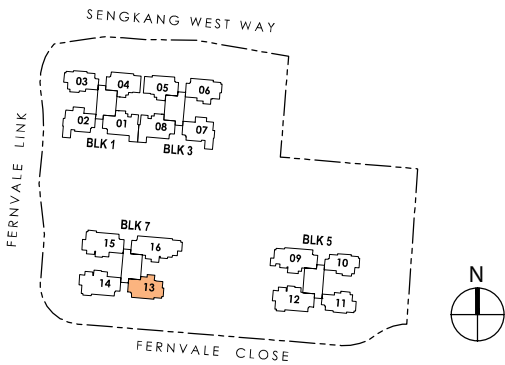 SENGKANG WEST WAY
03
04
05
06
02
01
08
07
BLK 1
BLK 3
FERNVALE LINK
BLK 7
15
16
14
13
BLK 5
09
10
12
11
N
FERNVALE CLOSE